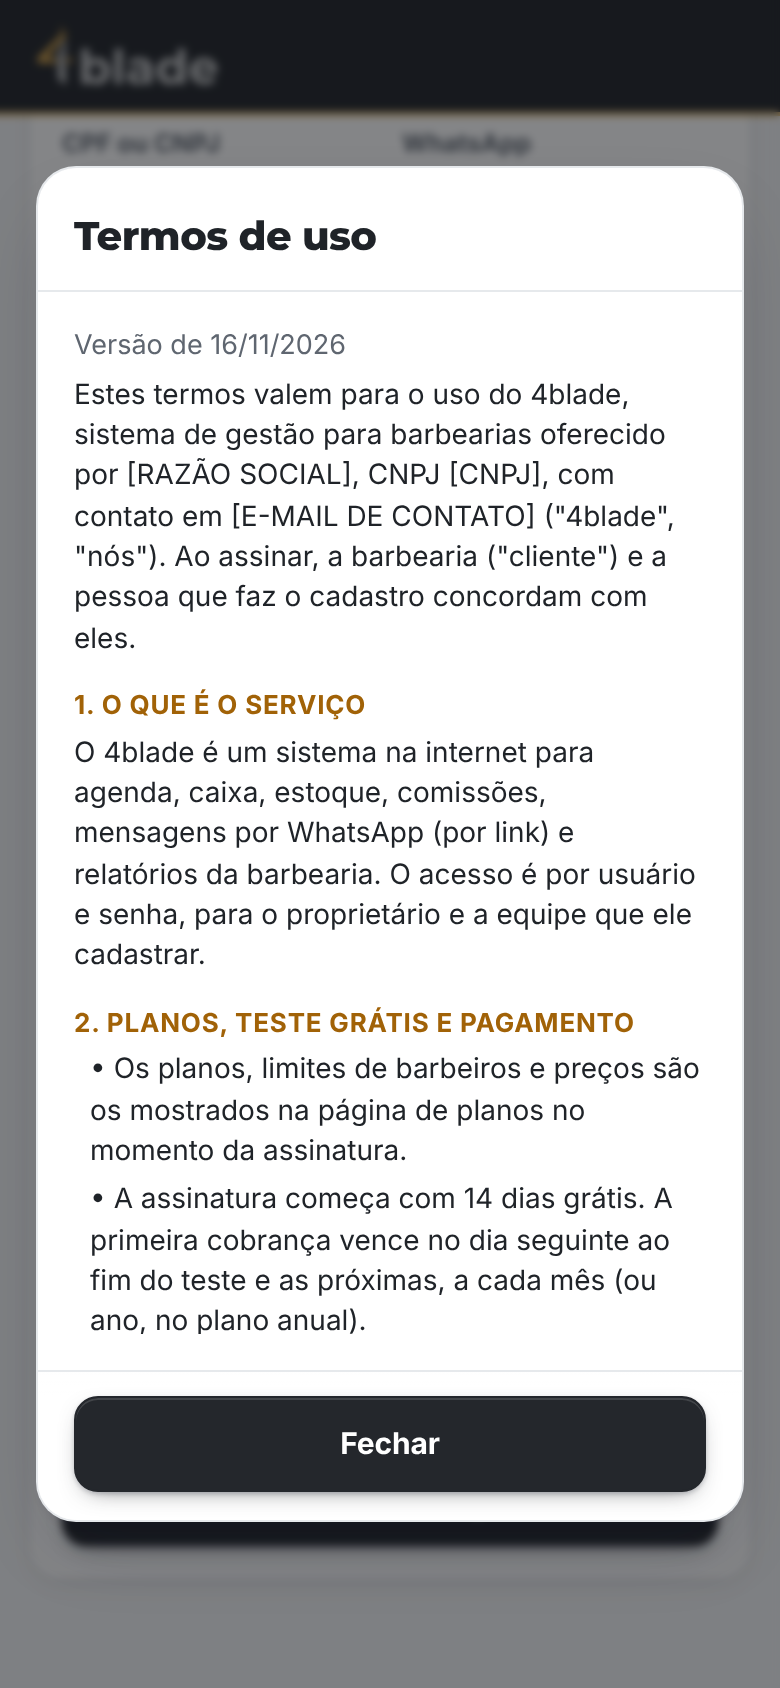 4blade
CPF ou CNPJ
WhatsApp
Termos de uso
Versão de 16/11/2026
Estes termos valem para o uso do 4blade,
sistema de gestão para barbearias oferecido
por [RAZÃO SOCIAL], CNPJ [CNPJ], com
contato em [E-MAIL DE CONTATO] ("4blade",
"nós"). Ao assinar, a barbearia ("cliente") e a
pessoa que faz o cadastro concordam com
eles.
1. O QUE É O SERVIÇO
O 4blade é um sistema na internet para
agenda, caixa, estoque, comissões,
mensagens por WhatsApp (por link) e
relatórios da barbearia. O acesso é por usuário
e senha, para o proprietário e a equipe que ele
cadastrar.
2. PLANOS, TESTE GRÁTIS E PAGAMENTO
• Os planos, limites de barbeiros e preços são
os mostrados na página de planos no
momento da assinatura.
• A assinatura começa com 14 dias grátis. A
primeira cobrança vence no dia seguinte ao
fim do teste e as próximas, a cada mês (ou
ano, no plano anual).
Fechar